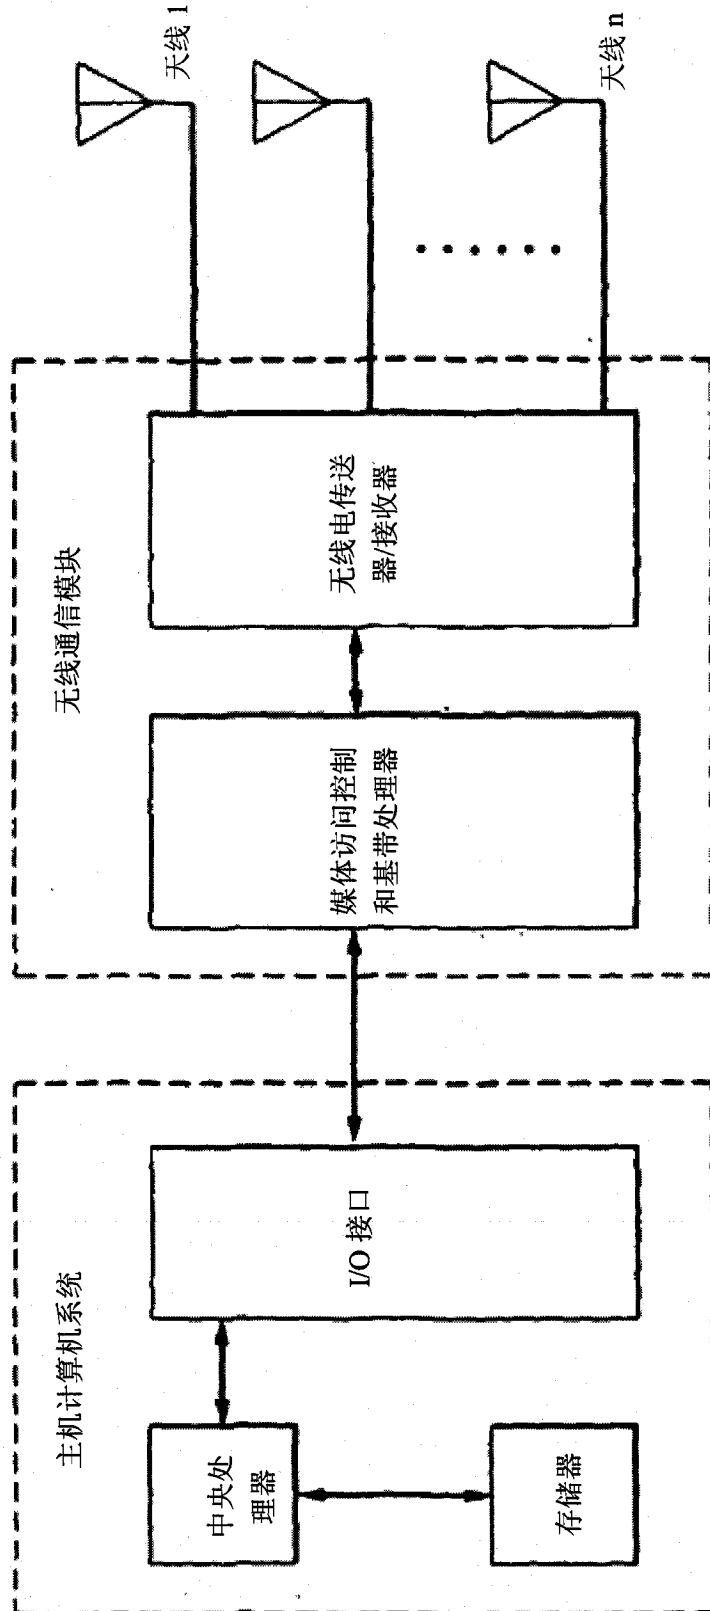 主机计算机系统
中央处
理器
存储器
I/O 接口
无线通信模块
媒体访问控制
和基带处理器
无线电传送
器/接收器
天线 1
天线 n